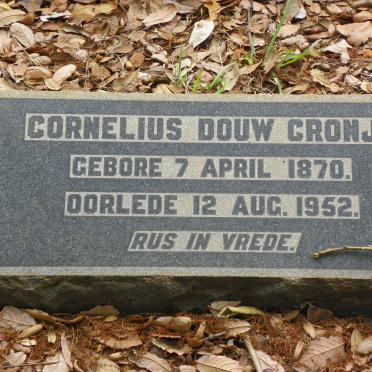 CORNELIUS DOUW CRONJ
GEBORE 7 APRIL 1870.
OORLEDE 12 AUG. 1952.
RUS IN VREDE.